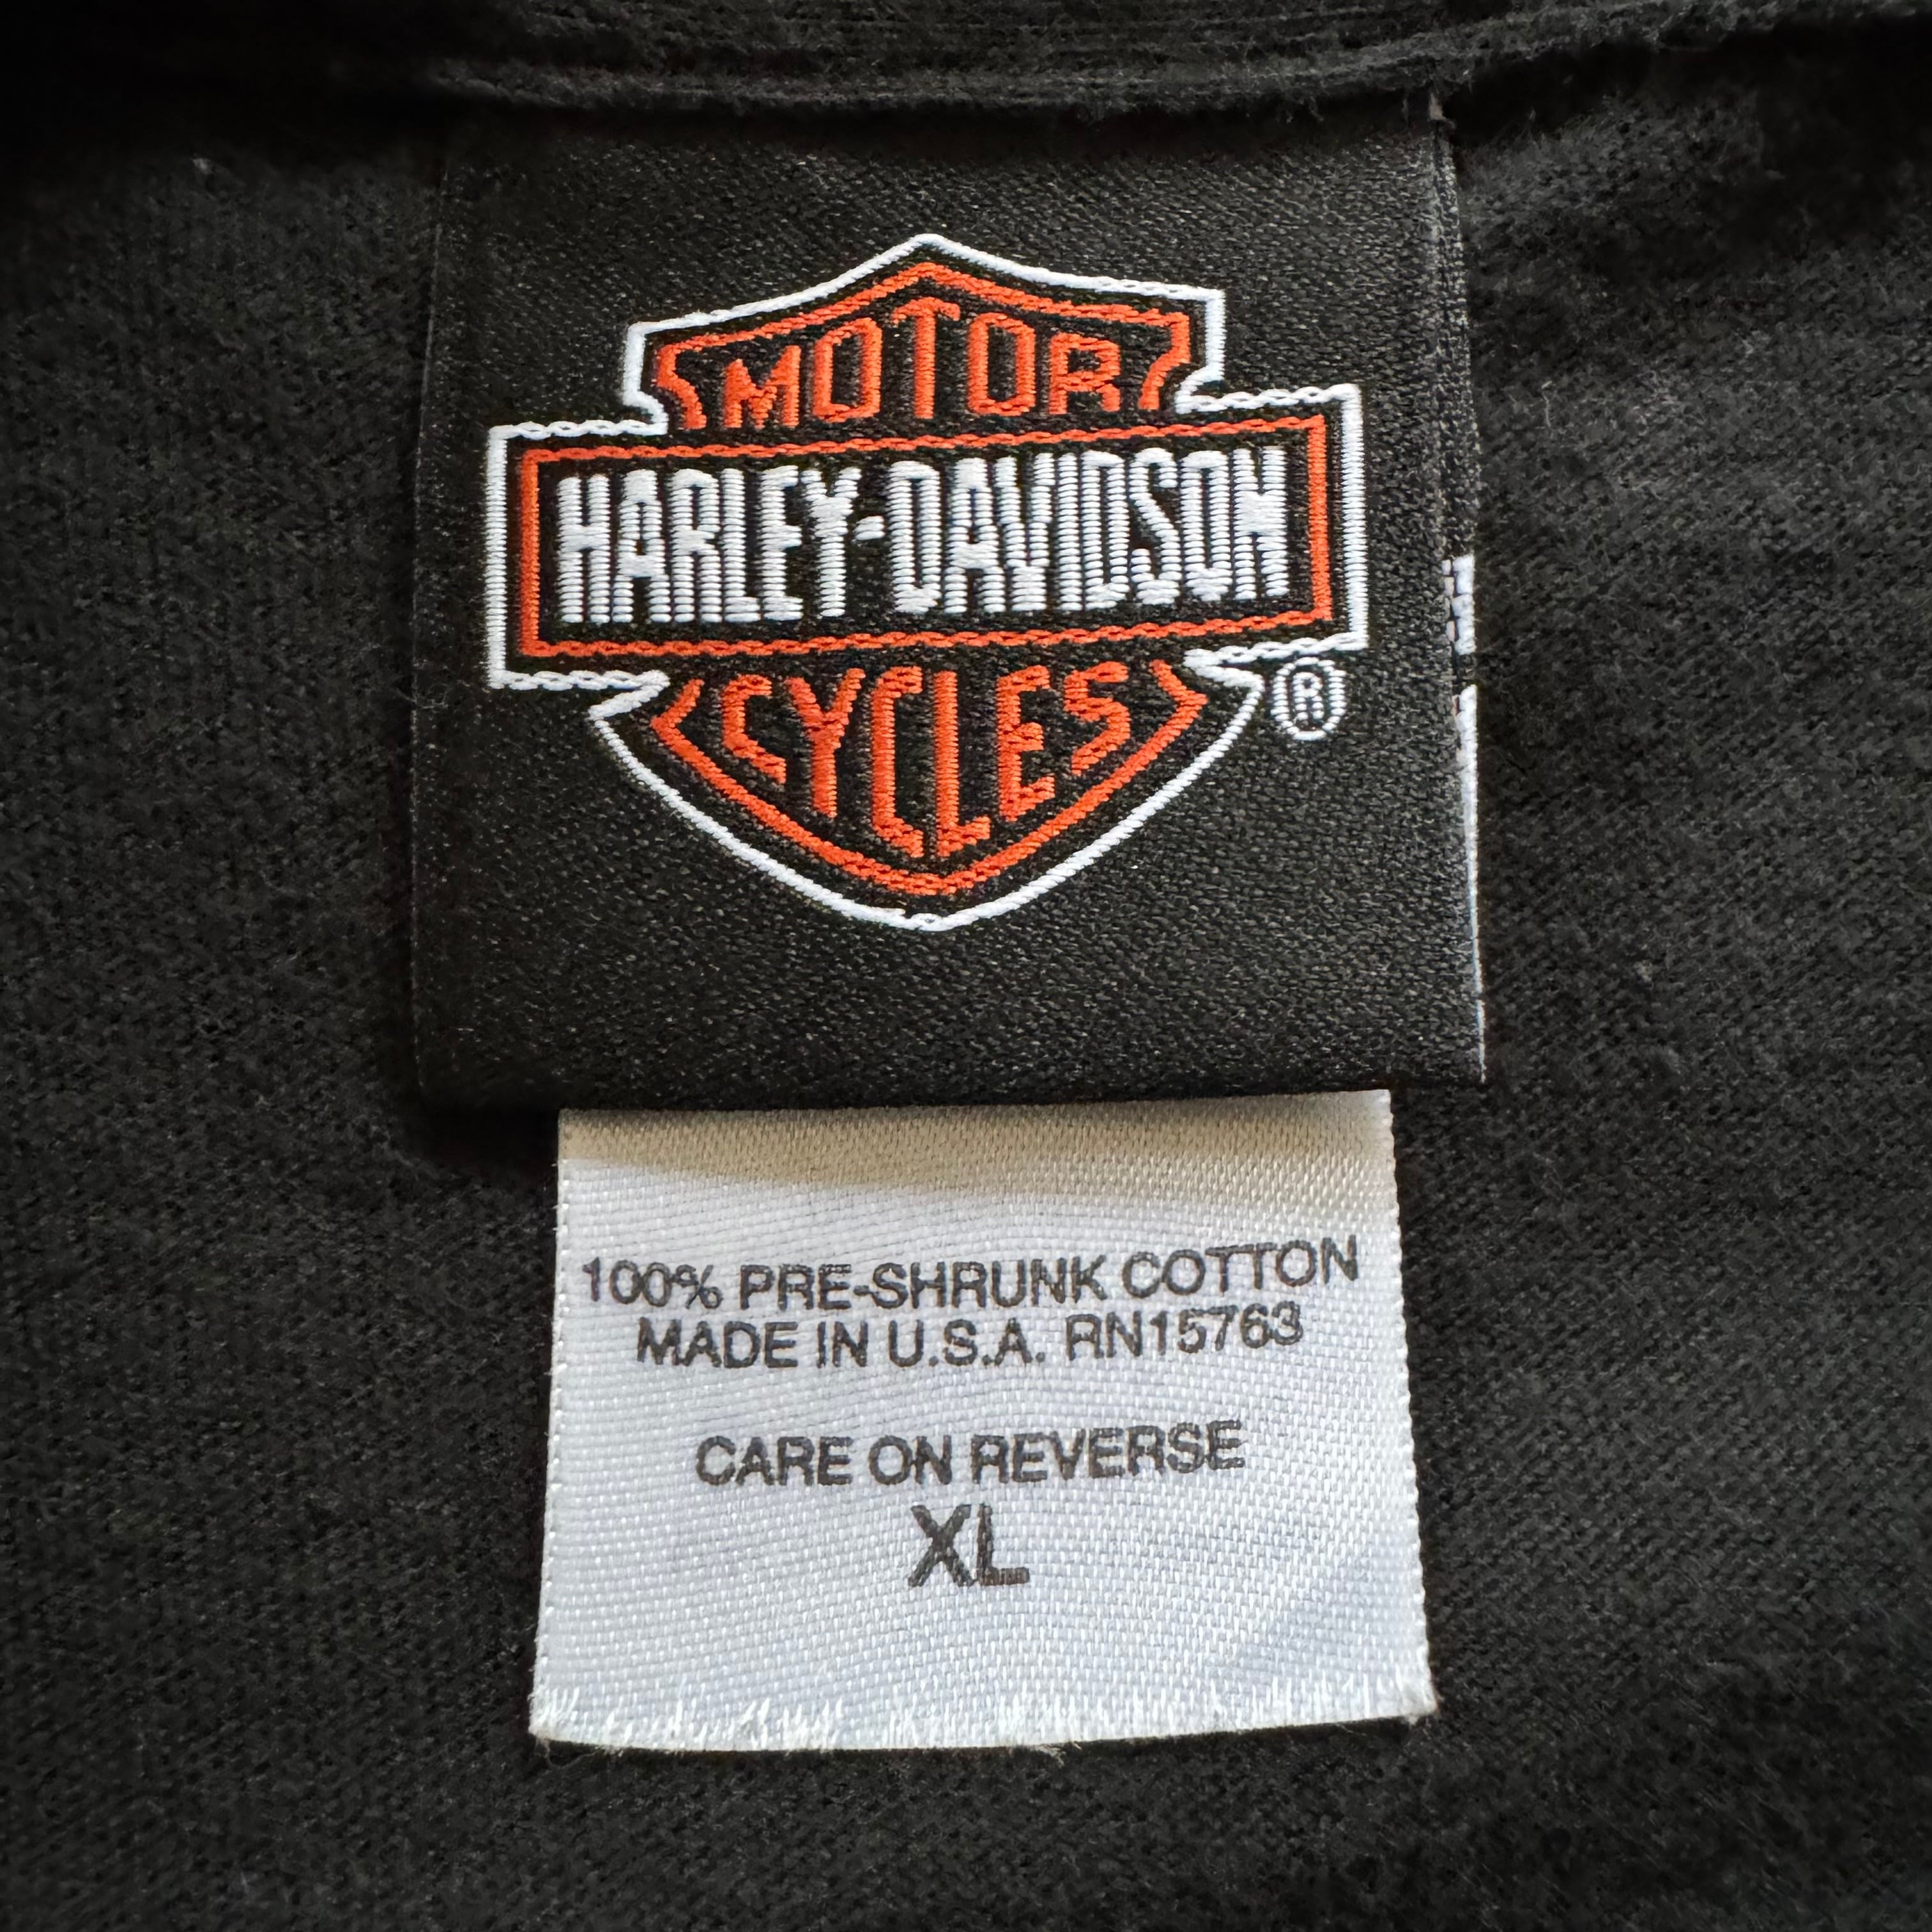 MOTOR
HARLEY-DAVIDSON
CYCLES
®
100% PRE-SHRUNK COTTON
MADE IN U.S.A. RN15763
CARE ON REVERSE
XL